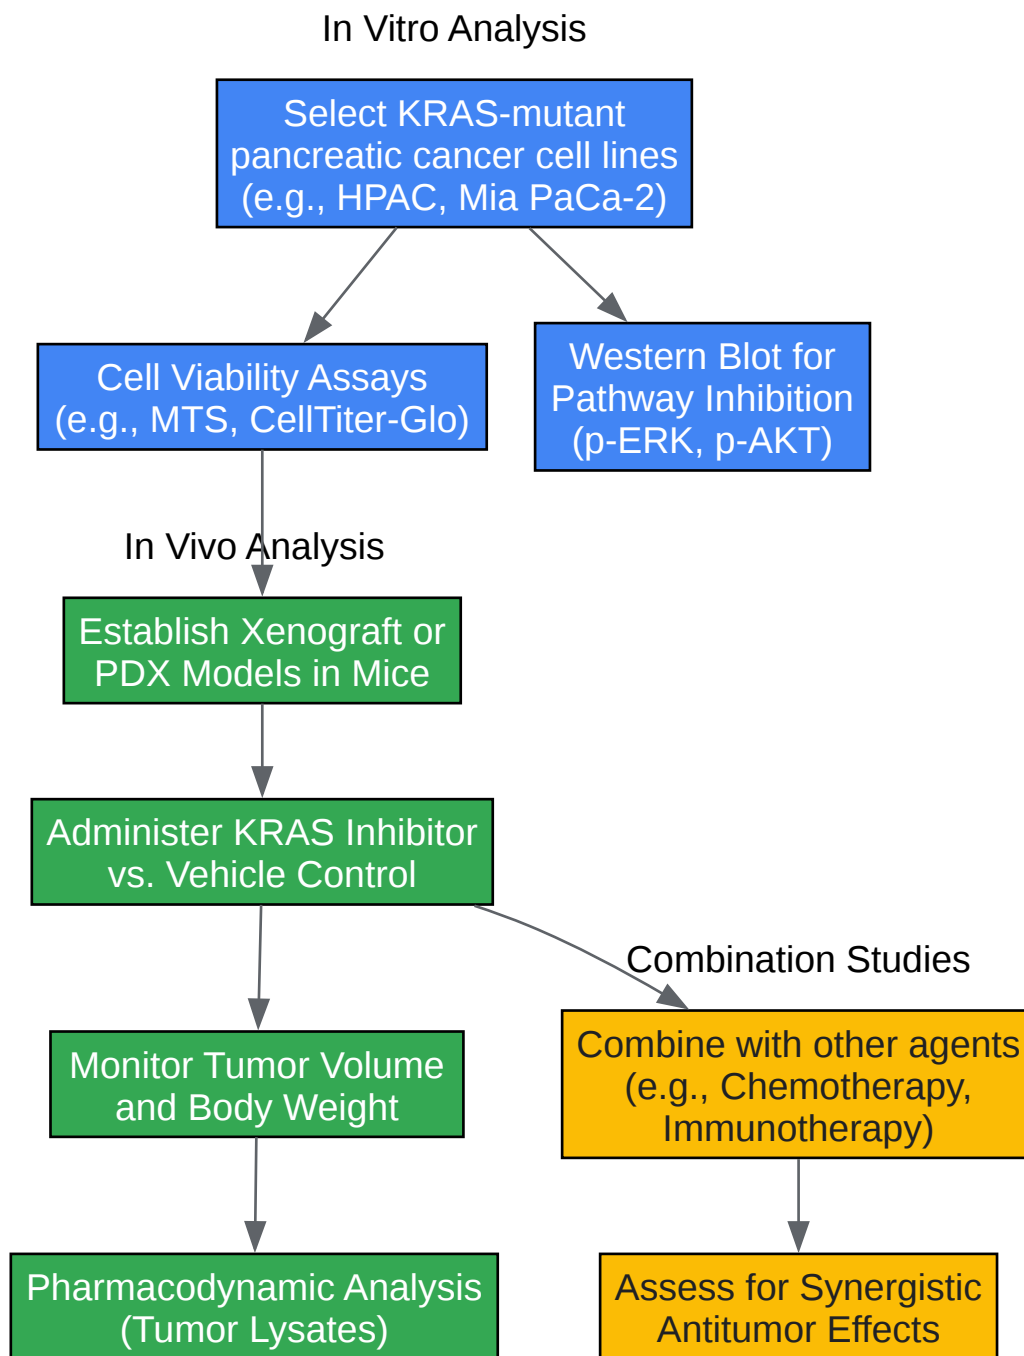 In Vitro Analysis
Select KRAS-mutant
pancreatic cancer cell lines
(e.g., HPAC, Mia PaCa-2)
Cell Viability Assays
(e.g., MTS, CellTiter-Glo)
Western Blot for
Pathway Inhibition
(p-ERK, p-AKT)
In Vivo Analysis
Establish Xenograft or
PDX Models in Mice
Administer KRAS Inhibitor
vs. Vehicle Control
Combination Studies
Monitor Tumor Volume
and Body Weight
Combine with other agents
(e.g., Chemotherapy,
Immunotherapy)
Pharmacodynamic Analysis
(Tumor Lysates)
Assess for Synergistic
Antitumor Effects